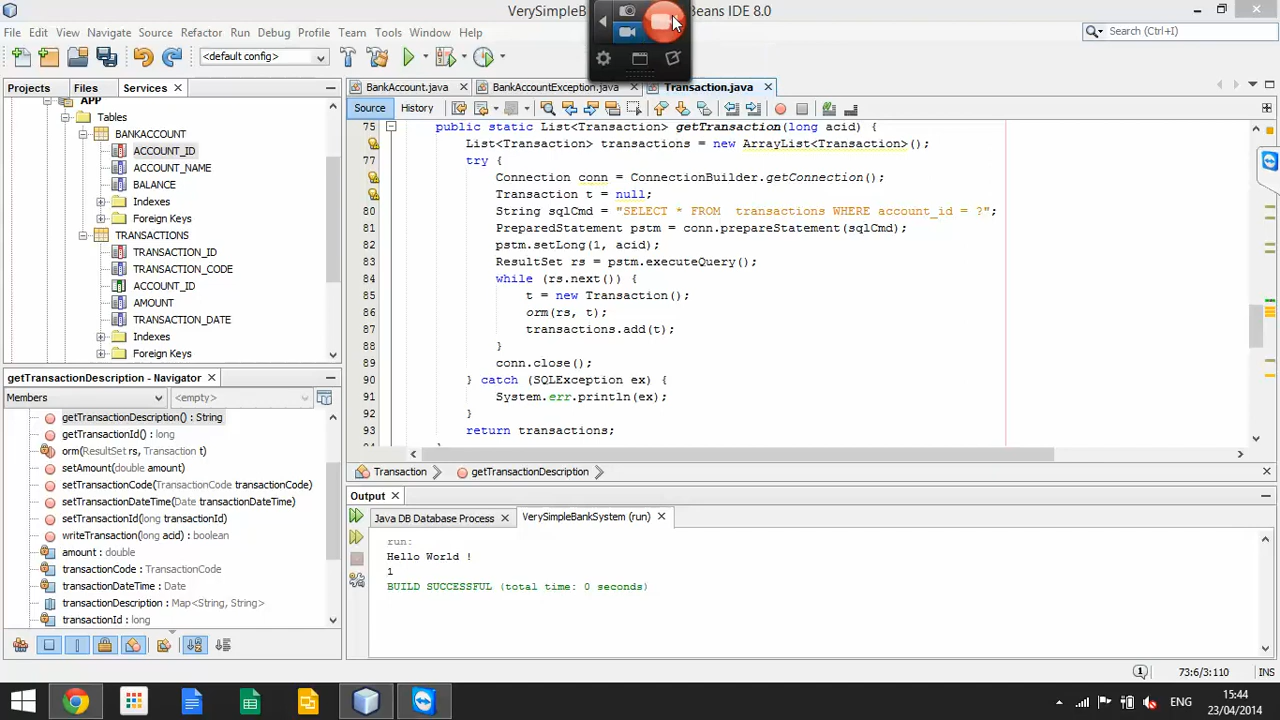 VerySimpleB
Beans IDE 8.0
File Edit View Navigate Source Refactor Run Debug Profile Team Tools Window Help
Search (Ctrl+I)
<default config>
Projects Files Services
BankAccount.java BankAccountException.java Transaction.java
Source History
APP
Tables
BANKACCOUNT
ACCOUNT_ID
ACCOUNT_NAME
BALANCE
Indexes
Foreign Keys
TRANSACTIONS
TRANSACTION_ID
TRANSACTION_CODE
ACCOUNT_ID
AMOUNT
TRANSACTION_DATE
Indexes
Foreign Keys
75 public static List<Transaction> getTransaction(long acid) {
List<Transaction> transactions = new ArrayList<Transaction>();
77 try {
Connection conn = ConnectionBuilder.getConnection();
Transaction t = null;
80 String sqlCmd = "SELECT * FROM  transactions WHERE account_id = ?";
81 PreparedStatement pstm = conn.prepareStatement(sqlCmd);
82 pstm.setLong(1, acid);
83 ResultSet rs = pstm.executeQuery();
84 while (rs.next()) {
85 t = new Transaction();
86 orm(rs, t);
87 transactions.add(t);
88 }
89 conn.close();
90 } catch (SQLException ex) {
91 System.err.println(ex);
92 }
93 return transactions;
Transaction getTransactionDescription
getTransactionDescription - Navigator
Members <empty>
getTransactionDescription() : String
getTransactionId() : long
orm(ResultSet rs, Transaction t)
setAmount(double amount)
setTransactionCode(TransactionCode transactionCode)
setTransactionDateTime(Date transactionDateTime)
setTransactionId(long transactionId)
writeTransaction(long acid) : boolean
amount : double
transactionCode : TransactionCode
transactionDateTime : Date
transactionDescription : Map<String, String>
transactionId : long
Output
Java DB Database Process VerySimpleBankSystem (run)
run:
Hello World !
1
BUILD SUCCESSFUL (total time: 0 seconds)
1 73:6/3:110 INS
ENG 15:44
23/04/2014